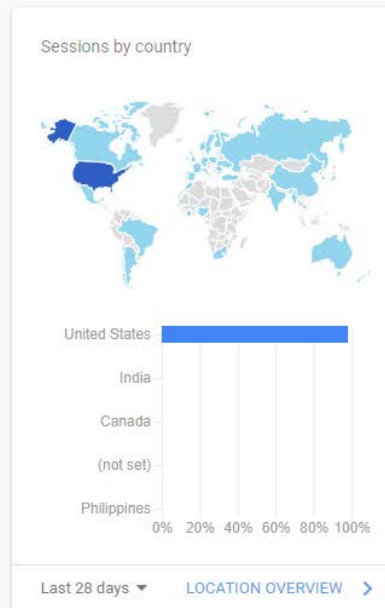 Sessions by country
United States
India
Canada
(not set)
Philippines
0% 20% 40% 60% 80% 100%
Last 28 days LOCATION OVERVIEW